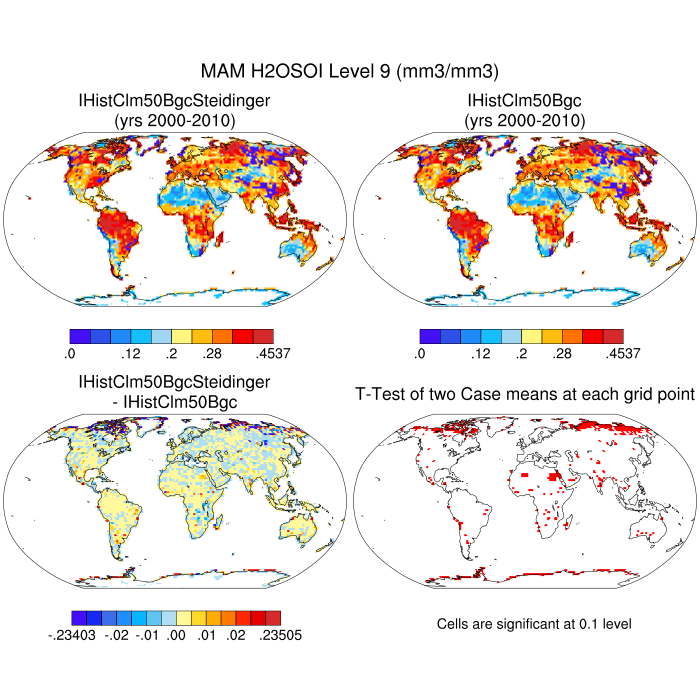 MAM H2OSOI Level 9 (mm3/mm3)
IHistClm50BgcSteidinger
(yrs 2000-2010)
IHistClm50Bgc
(yrs 2000-2010)
.0 .12 .2 .28 .4537
.0 .12 .2 .28 .4537
IHistClm50BgcSteidinger
- IHistClm50Bgc
T-Test of two Case means at each grid point
-.23403 -.02 -.01 .00 .01 .02 .23505
Cells are significant at 0.1 level